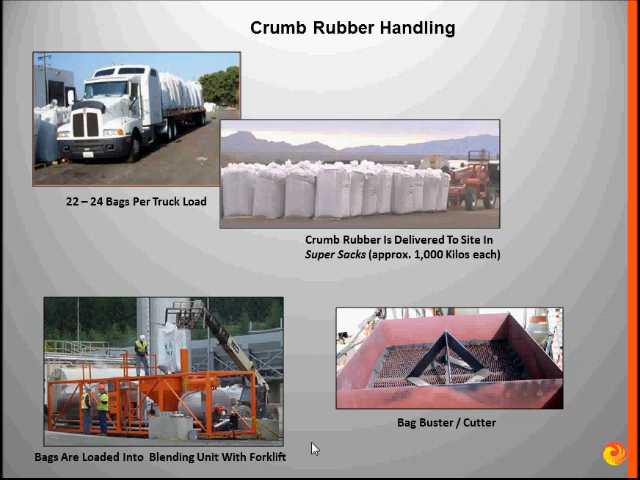 Crumb Rubber Handling
22 – 24 Bags Per Truck Load
Crumb Rubber Is Delivered To Site In
Super Sacks (approx. 1,000 Kilos each)
Bag Buster / Cutter
Bags Are Loaded Into Blending Unit With Forklift